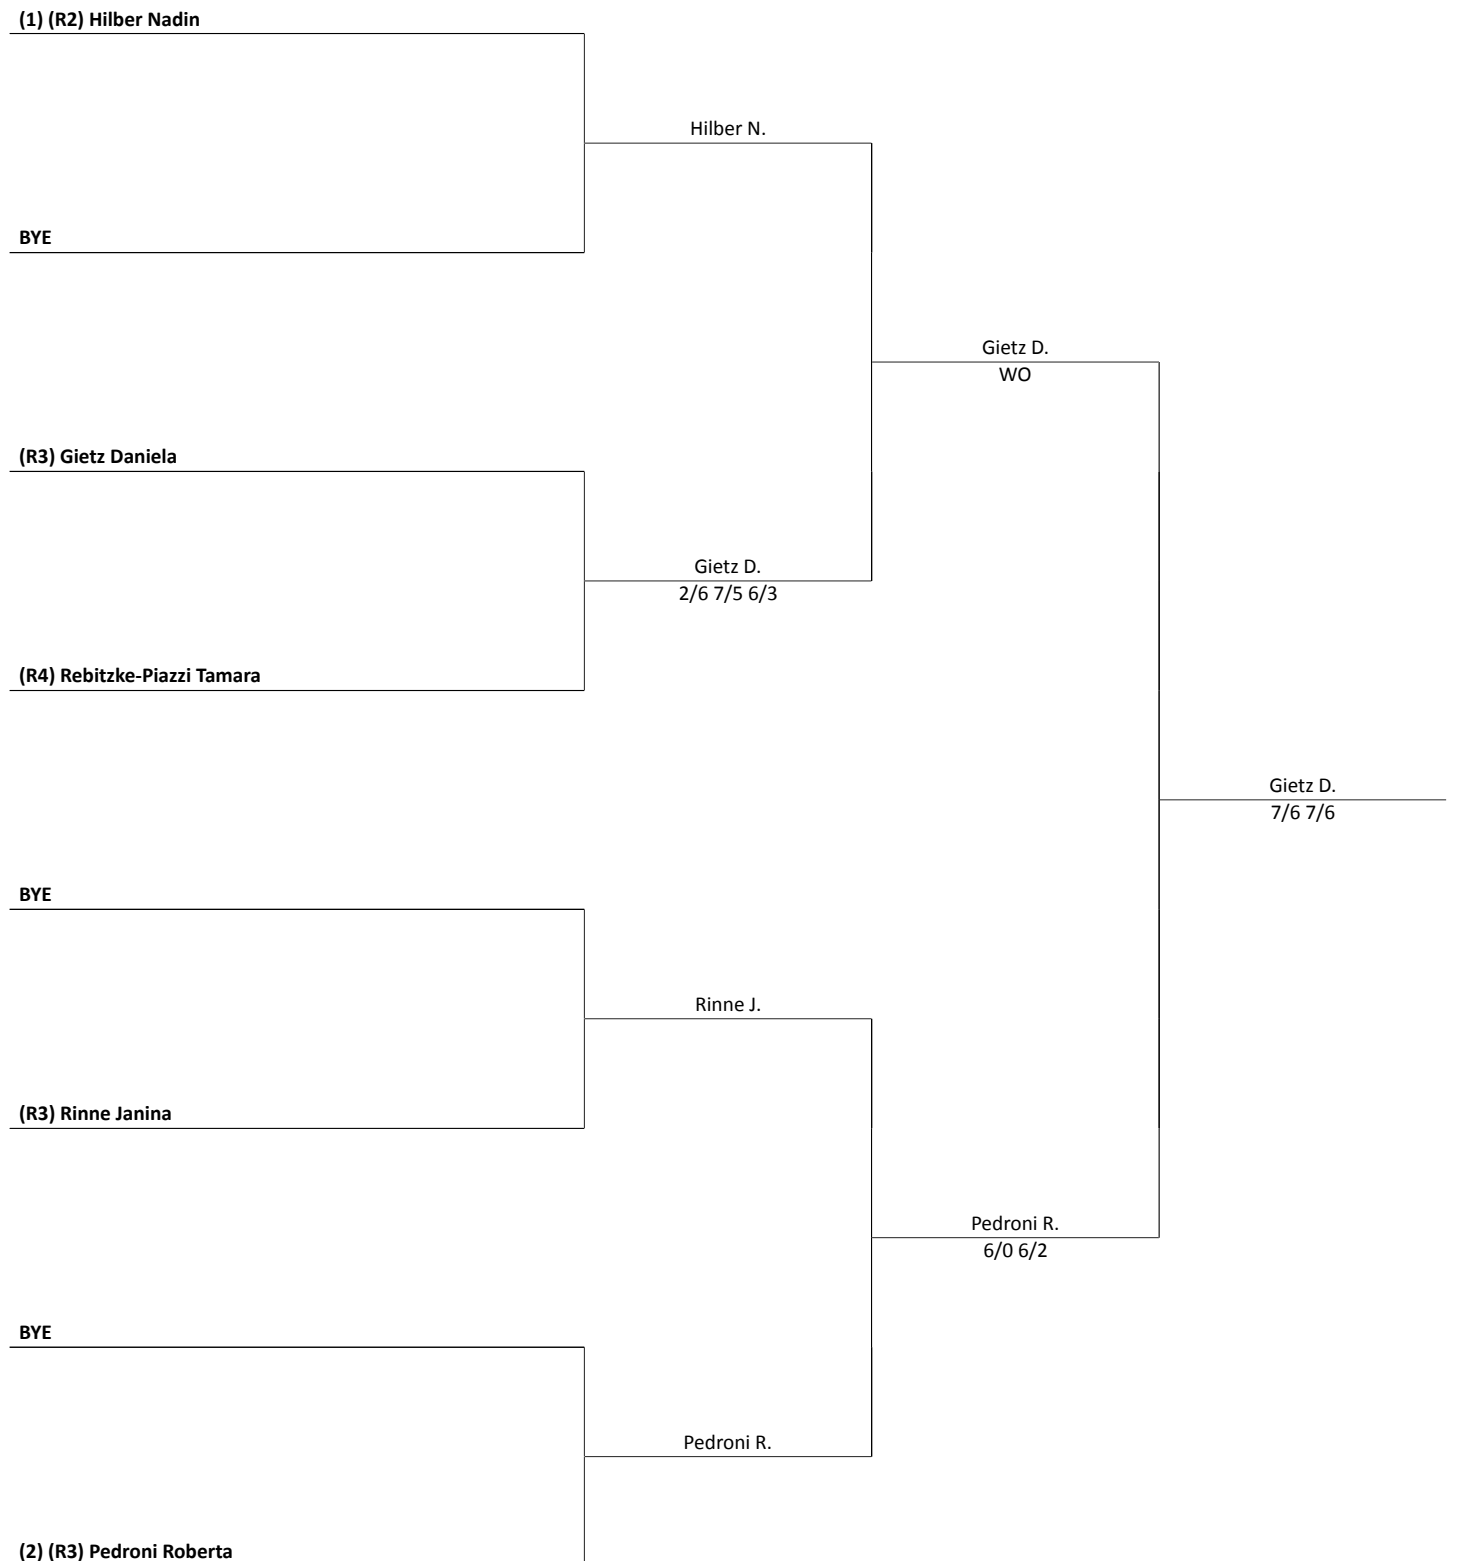 (1) (R2) Hilber Nadin
Hilber N.
BYE
Gietz D.
WO
(R3) Gietz Daniela
Gietz D.
2/6 7/5 6/3
(R4) Rebitzke-Piazzi Tamara
Gietz D.
7/6 7/6
BYE
Rinne J.
(R3) Rinne Janina
Pedroni R.
6/0 6/2
BYE
Pedroni R.
(2) (R3) Pedroni Roberta